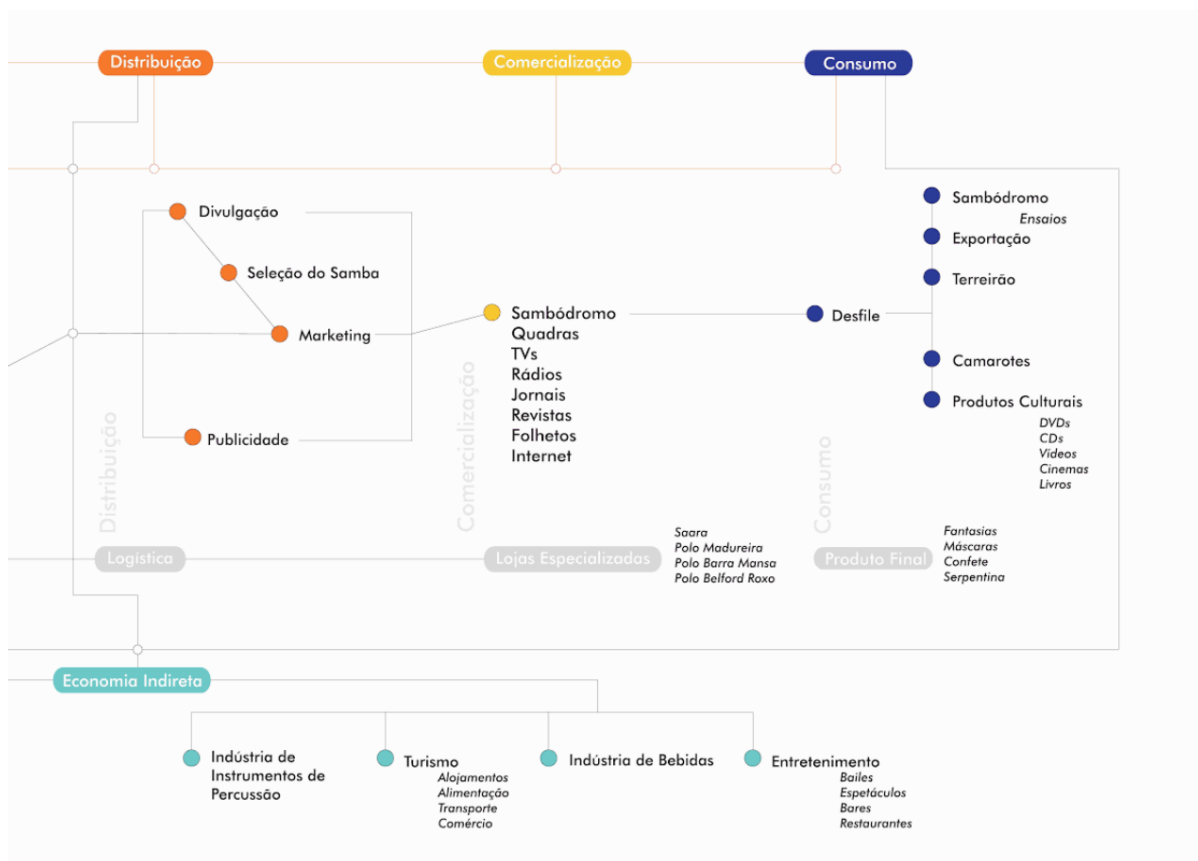 Distribuição
Comercialização
Consumo
Divulgação
Seleção do Samba
Marketing
Publicidade
Distribuição
Sambódromo
Quadras
TVs
Rádios
Jornais
Revistas
Folhetos
Internet
Comercialização
Desfile
Sambódromo
Ensaios
Exportação
Terreirão
Camarotes
Produtos Culturais
DVDs
CDs
Vídeos
Cinemas
Livros
Consumo
Logística
Lojas Especializadas
Saara
Polo Madureira
Polo Barra Mansa
Polo Belford Roxo
Produto Final
Fantasias
Máscaras
Confete
Serpentina
Economia Indireta
Indústria de
Instrumentos de
Percussão
Turismo
Alojamentos
Alimentação
Transporte
Comércio
Indústria de Bebidas
Entretenimento
Bailes
Espetáculos
Bares
Restaurantes